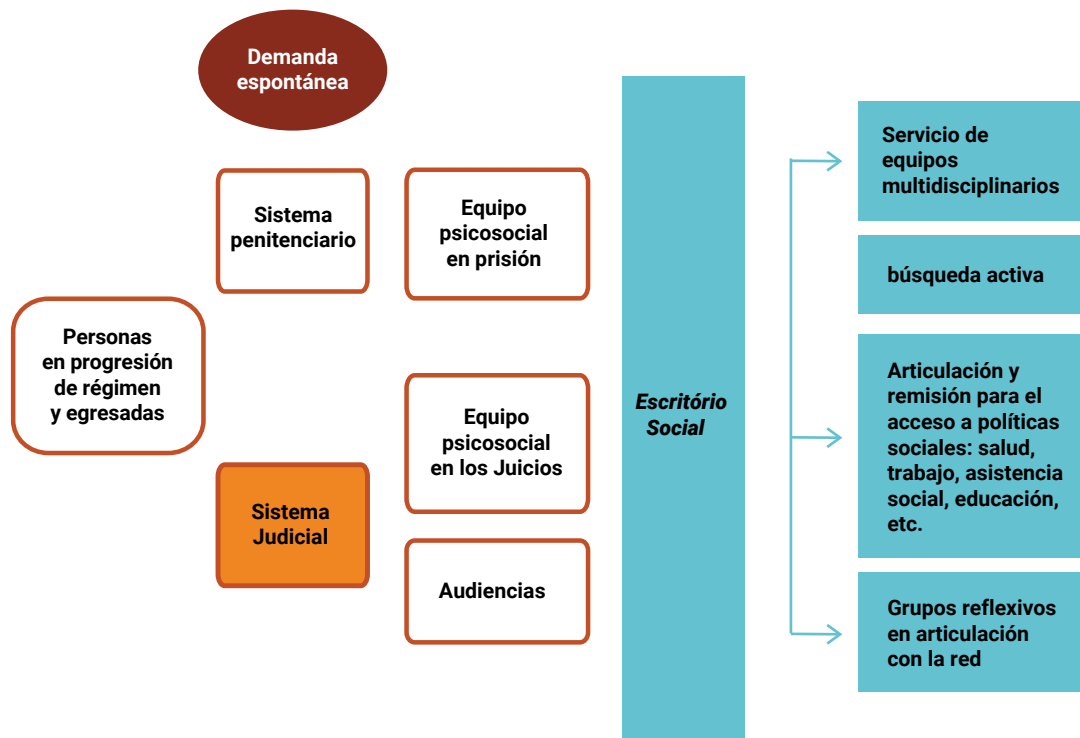 Demanda
espontánea
Sistema
penitenciario
Equipo
psicosocial
en prisión
Personas
en progresión
de régimen
y egresadas
Equipo
psicosocial
en los Juicios
Sistema
Judicial
Audiencias
Escritório
Social
Servicio de
equipos
multidisciplinarios
búsqueda activa
Articulación y
remisión para el
acceso a políticas
sociales: salud,
trabajo, asistencia
social, educación,
etc.
Grupos reflexivos
en articulación
con la red